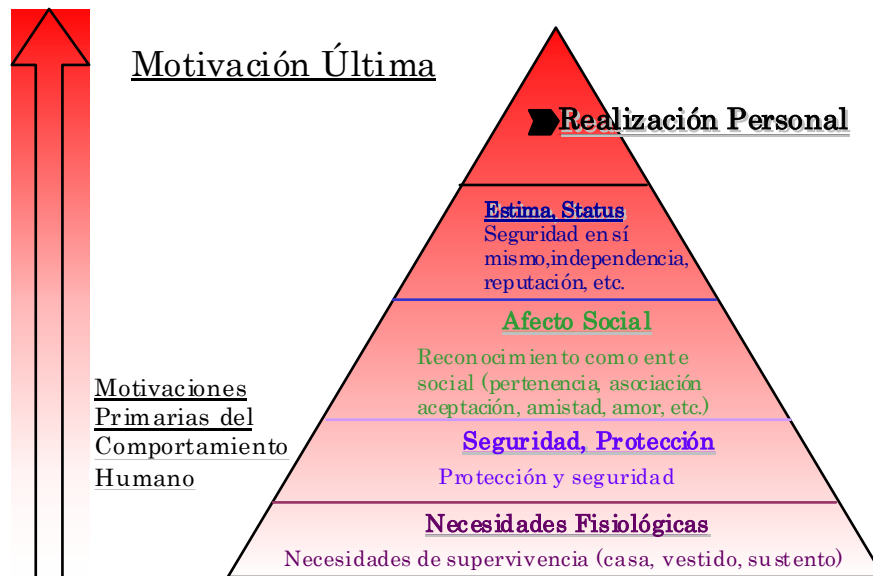 Motivación Última
Realización Personal
Estima, Status
Seguridad en sí
mismo,independencia,
reputación, etc.
Afecto Social
Reconocimiento como ente
social (pertenencia, asociación
aceptación, amistad, amor, etc.)
Motivaciones
Primarias del
Comportamiento
Humano
Seguridad, Protección
Protección y seguridad
Necesidades Fisiológicas
Necesidades de supervivencia (casa, vestido, sustento)